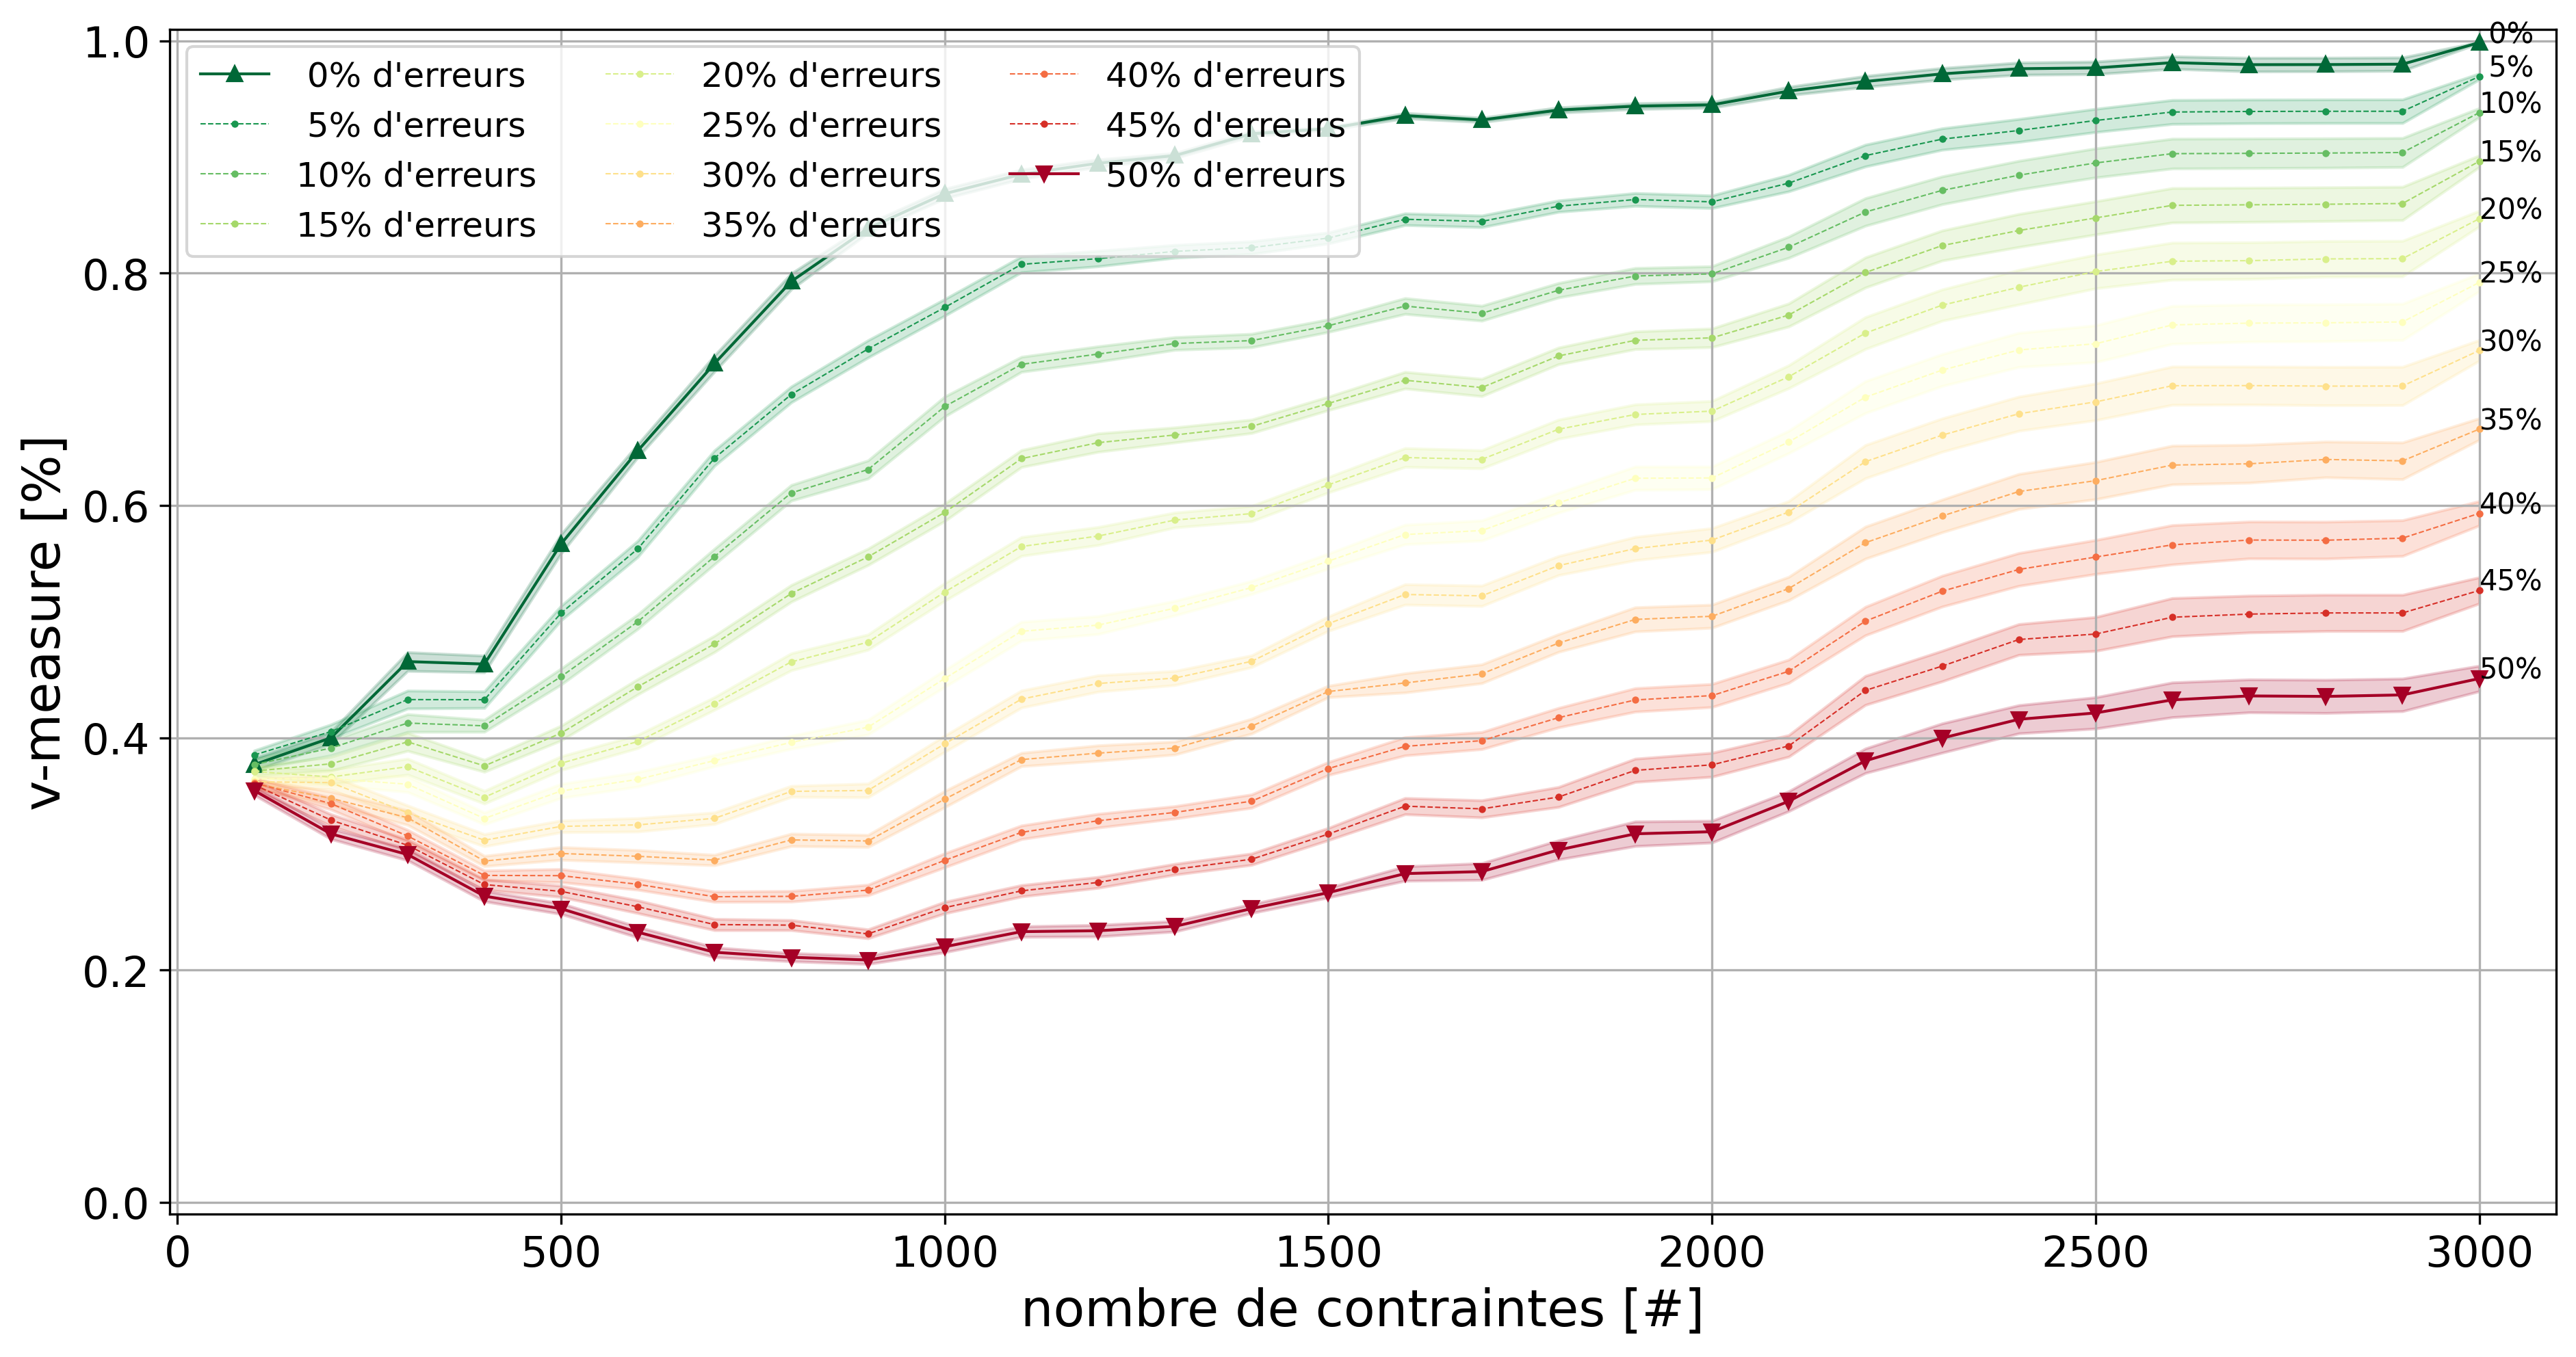 v-measure [%]
1.0
0.8
0.6
0.4
0.2
0.0
0% d'erreurs
5% d'erreurs
10% d'erreurs
15% d'erreurs
20% d'erreurs
25% d'erreurs
30% d'erreurs
35% d'erreurs
40% d'erreurs
45% d'erreurs
50% d'erreurs
0%
5%
10%
15%
20%
25%
30%
35%
40%
45%
50%
0 500 1000 1500 2000 2500 3000
nombre de contraintes [#]